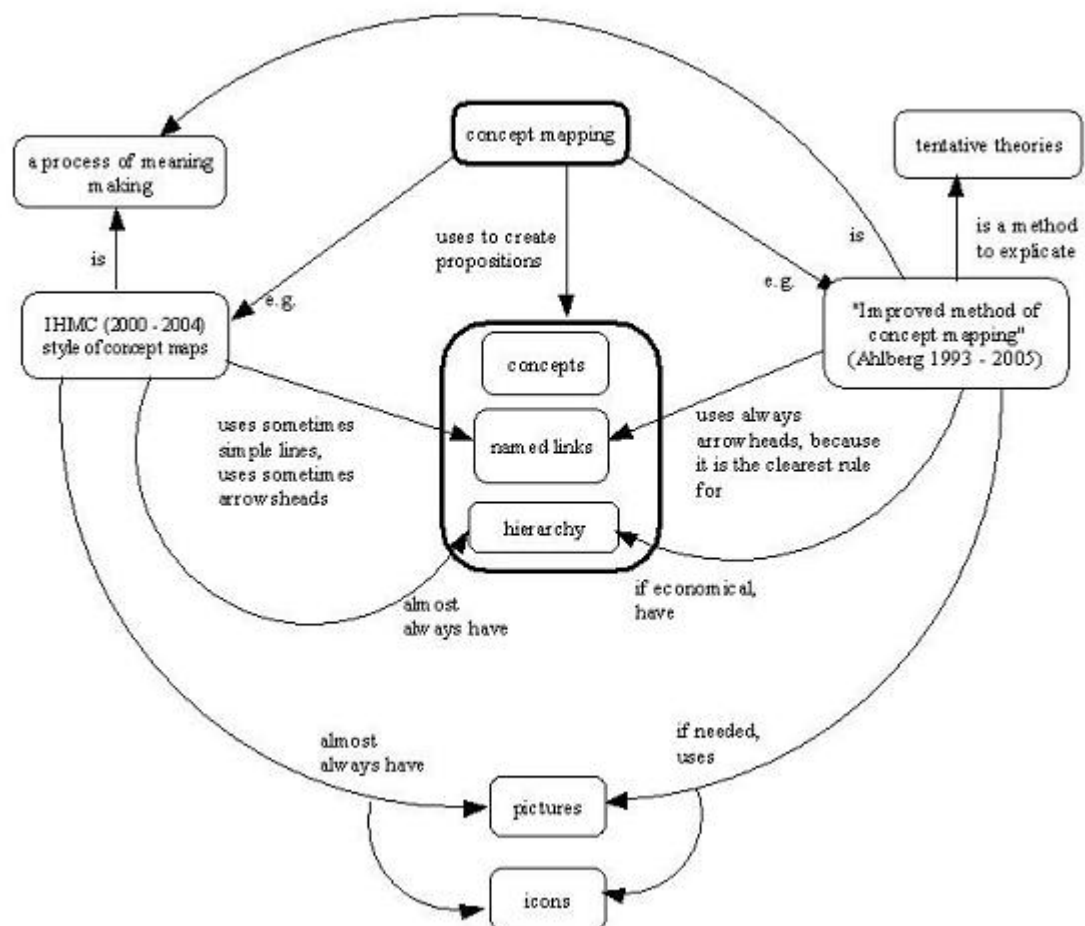 concept mapping
tentative theories
a process of meaning
making
uses to create
propositions
is
is a method
to explicate
is
e.g.
e.g.
IHMC (2000 - 2004)
style of concept maps
"Improved method of
concept mapping"
(Ahlberg 1993 - 2005)
concepts
uses sometimes
simple lines,
uses sometimes
arrowsheads
named links
uses always
arrowheads, because
it is the clearest rule
for
hierarchy
almost
always have
if economical,
have
almost
always have
if needed,
uses
pictures
icons